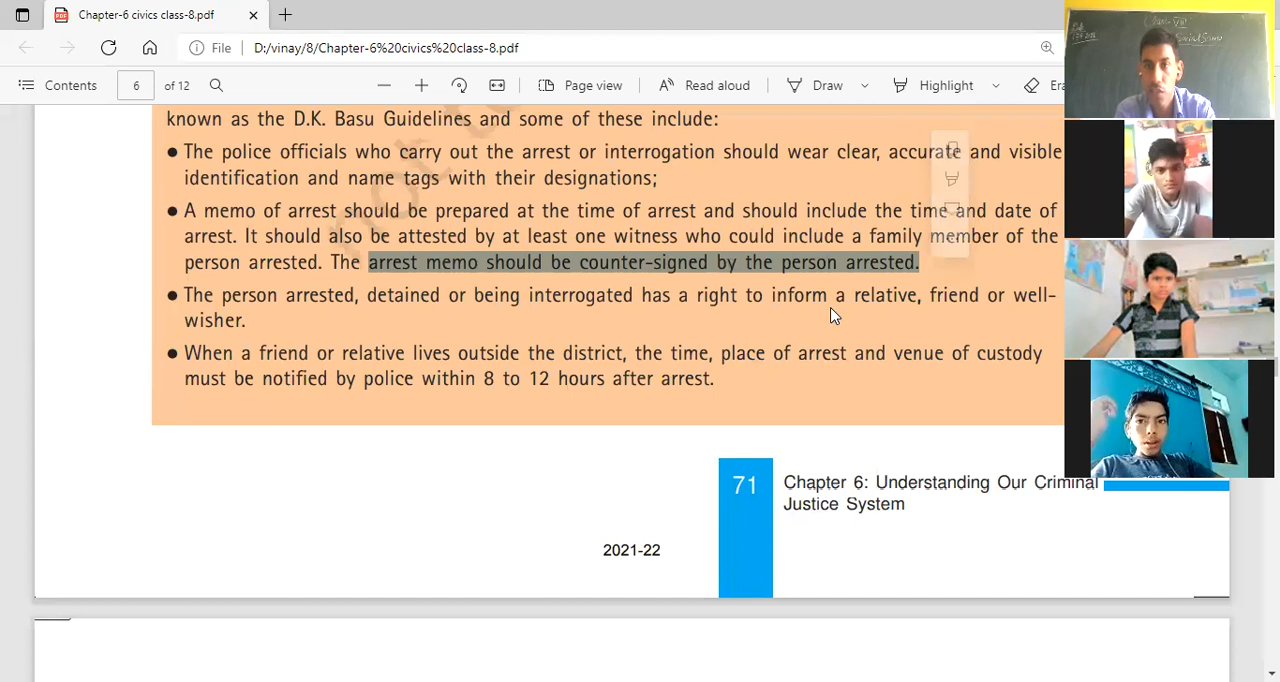 Chapter-6 civics class-8.pdf
File
D:/vinay/8/Chapter-6%20civics%20class-8.pdf
Contents
6
of 12
Page view
Read aloud
Draw
Highlight
known as the D.K. Basu Guidelines and some of these include:
• The police officials who carry out the arrest or interrogation should wear clear, accurate and visible
identification and name tags with their designations;
• A memo of arrest should be prepared at the time of arrest and should include the time and date of
arrest. It should also be attested by at least one witness who could include a family member of the
person arrested. The arrest memo should be counter-signed by the person arrested.
• The person arrested, detained or being interrogated has a right to inform a relative, friend or well-
wisher.
• When a friend or relative lives outside the district, the time, place of arrest and venue of custody
must be notified by police within 8 to 12 hours after arrest.
71
Chapter 6: Understanding Our Criminal
Justice System
2021-22